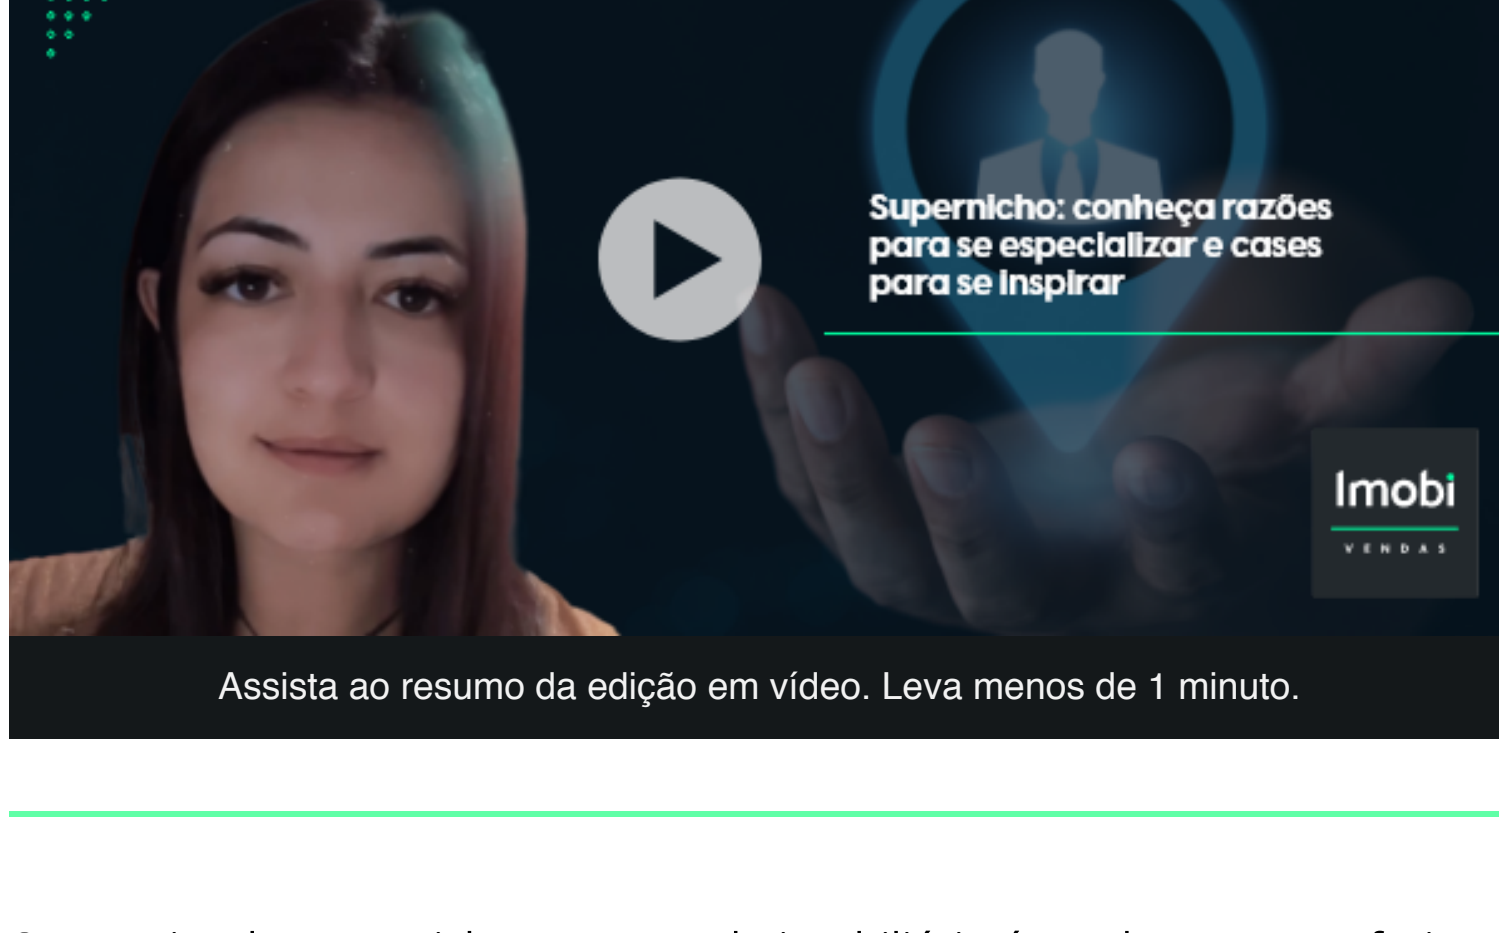 Supernicho: conheça razões
para se especializar e cases
para se inspirar
Imobi
VENDAS
Assista ao resumo da edição em vídeo. Leva menos de 1 minuto.